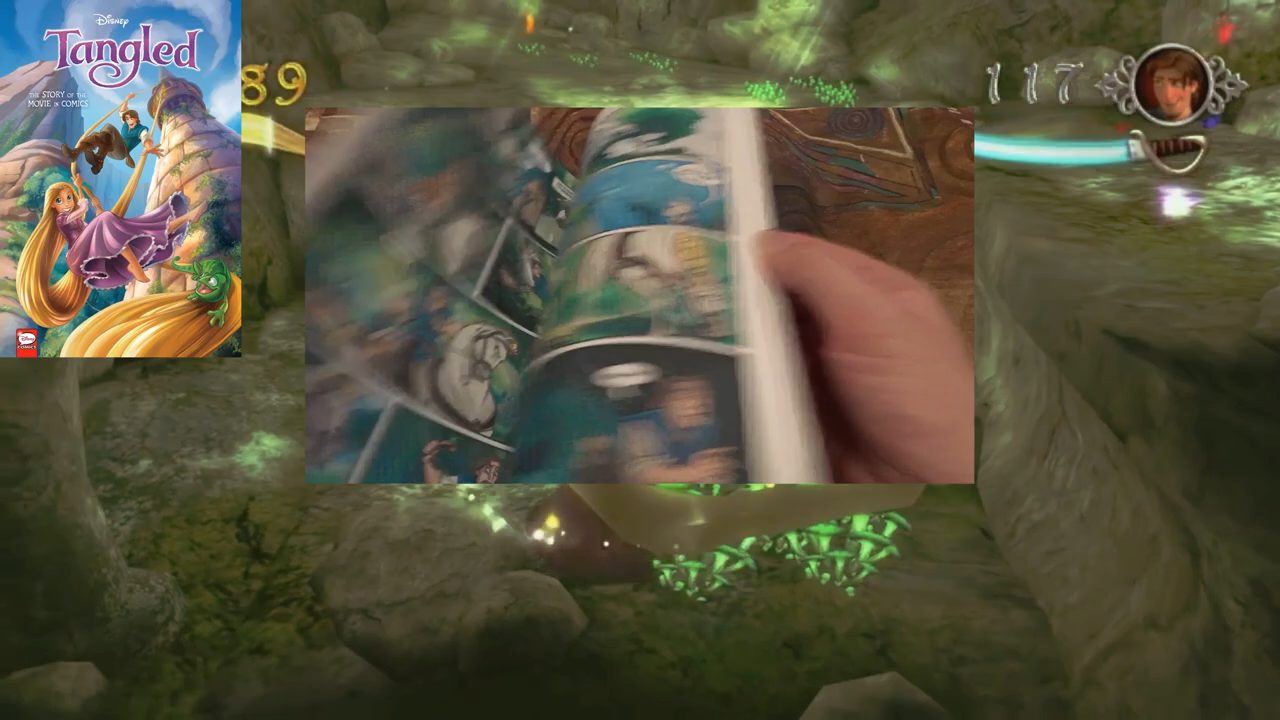 DISNEY
Tangled
THE STORY OF THE
MOVIE IN COMICS
89
117